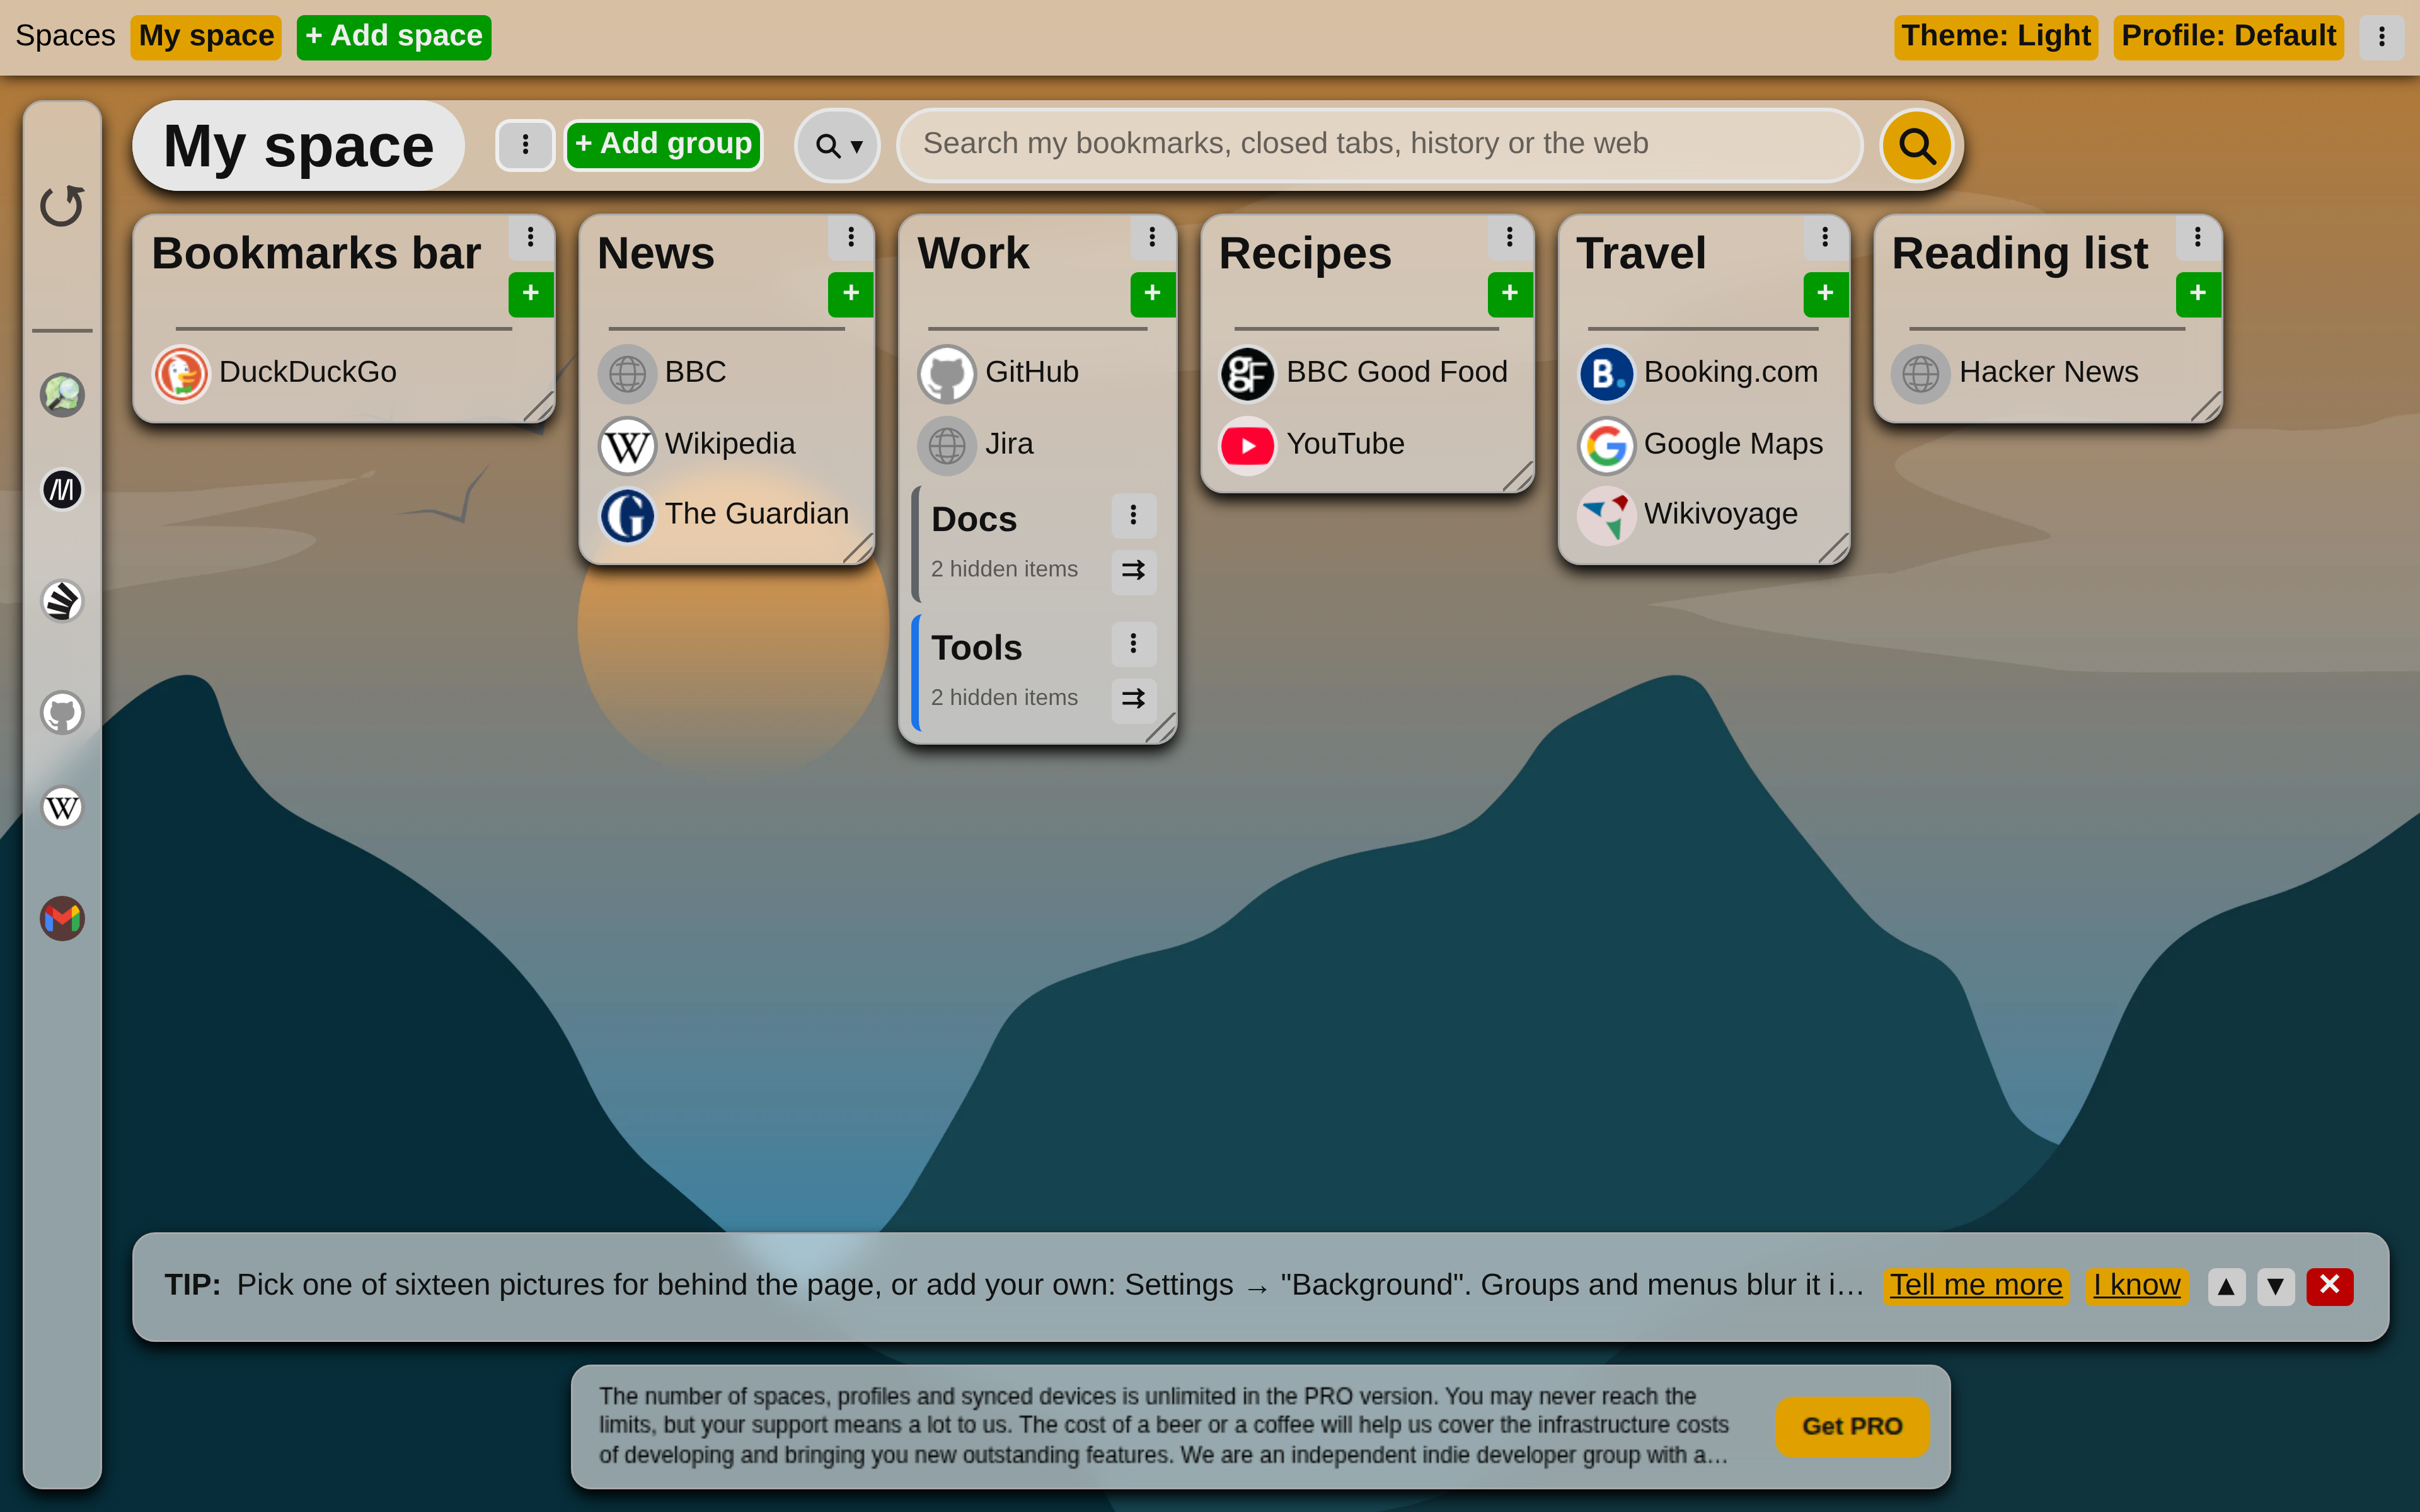 Spaces My space + Add space Theme: Light Profile: Default
My space + Add group Search my bookmarks, closed tabs, history or the web
Bookmarks bar
+
DuckDuckGo
News
+
BBC
Wikipedia
The Guardian
Work
+
GitHub
Jira
Docs
2 hidden items
Tools
2 hidden items
Recipes
+
BBC Good Food
YouTube
Travel
+
Booking.com
Google Maps
Wikivoyage
Reading list
+
Hacker News
TIP: Pick one of sixteen pictures for behind the page, or add your own: Settings → "Background". Groups and menus blur it i… Tell me more I know
The number of spaces, profiles and synced devices is unlimited in the PRO version. You may never reach the
limits, but your support means a lot to us. The cost of a beer or a coffee will help us cover the infrastructure costs
of developing and bringing you new outstanding features. We are an independent indie developer group with a…
Get PRO